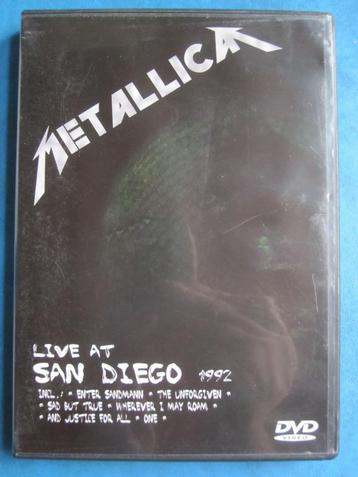 METALLICA
LIVE AT
SAN DIEGO 1992
INCL.: * ENTER SANDMANN * THE UNFORGIVEN *
* SAD BUT TRUE * WHEREVER I MAY ROAM *
* AND JUSTICE FOR ALL * ONE *
DVD
VIDEO